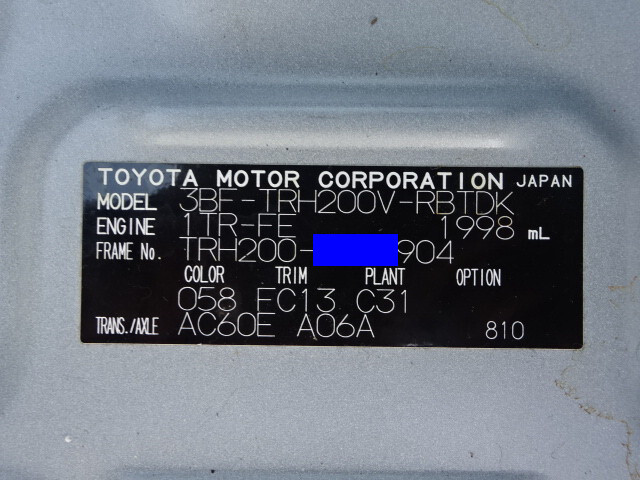 TOYOTA MOTOR CORPORATION JAPAN
MODEL 3BF-TRH200V-RBTDK
ENGINE 1TR-FE 1998 mL
FRAME No. TRH200- 904
COLOR TRIM PLANT OPTION
058 FC13 C31
TRANS./AXLE AC60E A06A 810